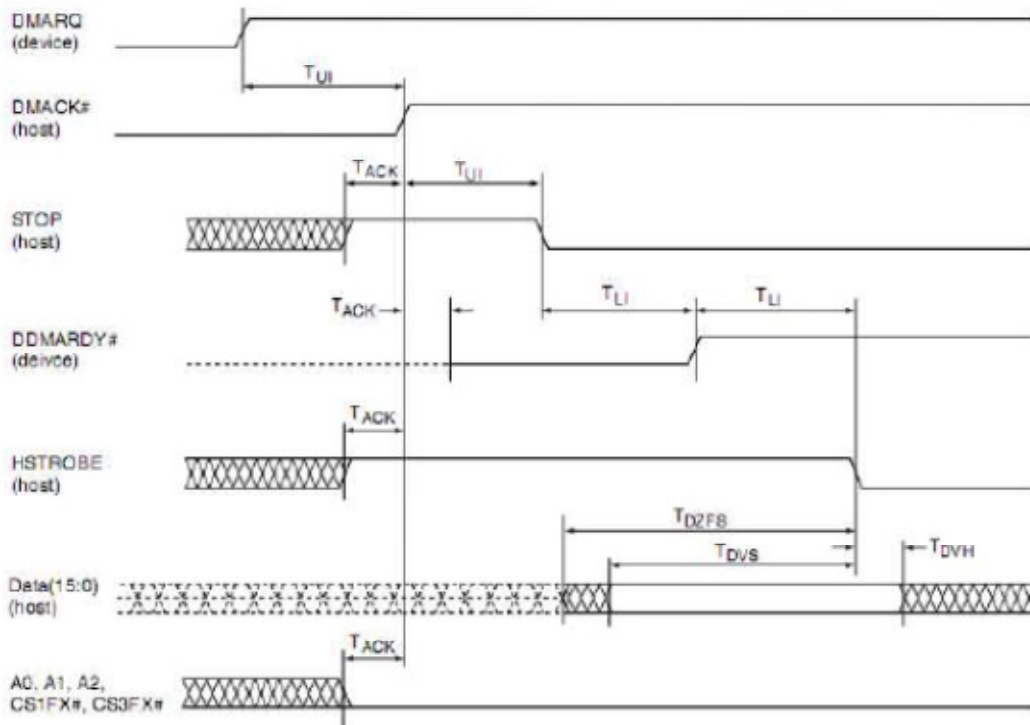 DMARQ
(device)
TUI
DMACK#
(host)
TACK
TUI
STOP
(host)
TACK
TLI
TLI
DDMARDY#
(deivce)
TACK
HSTROBE
(host)
TDZFS
TDVS
TDVH
Data(15:0)
(host)
TACK
A0, A1, A2,
CS1FX#, CS3FX#